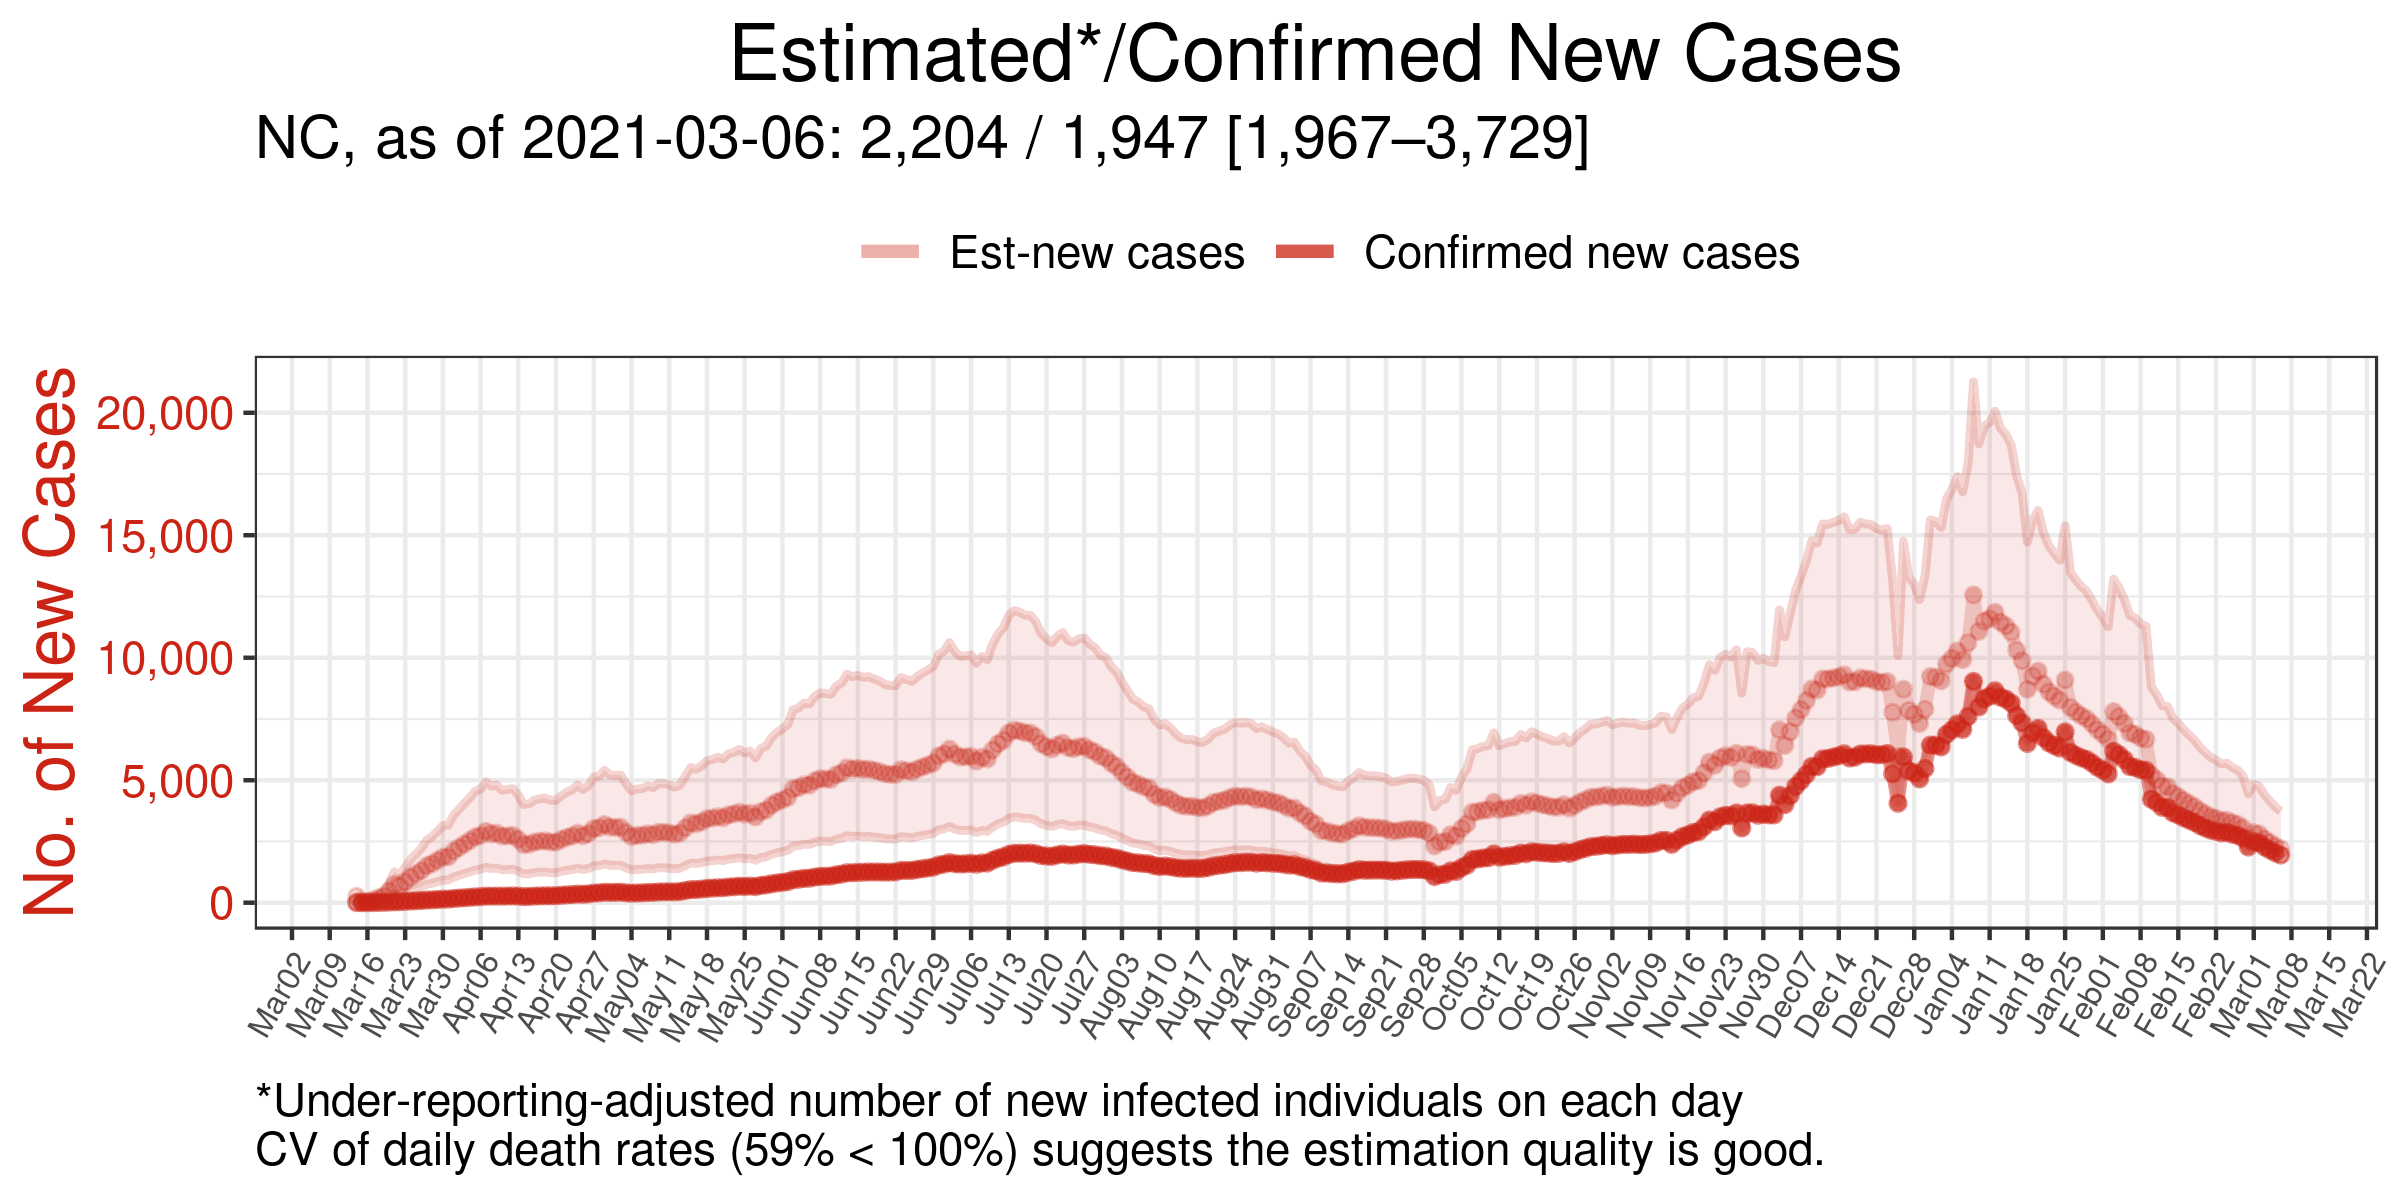 Estimated*/Confirmed New Cases
NC, as of 2021-03-06: 2,204 / 1,947 [1,967–3,729]
Est-new cases
Confirmed new cases
No. of New Cases
20,000
15,000
10,000
5,000
0
Mar02
Mar09
Mar16
Mar23
Mar30
Apr06
Apr13
Apr20
Apr27
May04
May11
May18
May25
Jun01
Jun08
Jun15
Jun22
Jun29
Jul06
Jul13
Jul20
Jul27
Aug03
Aug10
Aug17
Aug24
Aug31
Sep07
Sep14
Sep21
Sep28
Oct05
Oct12
Oct19
Oct26
Nov02
Nov09
Nov16
Nov23
Nov30
Dec07
Dec14
Dec21
Dec28
Jan04
Jan11
Jan18
Jan25
Feb01
Feb08
Feb15
Feb22
Mar01
Mar08
Mar15
Mar22
*Under-reporting-adjusted number of new infected individuals on each day
CV of daily death rates (59% < 100%) suggests the estimation quality is good.